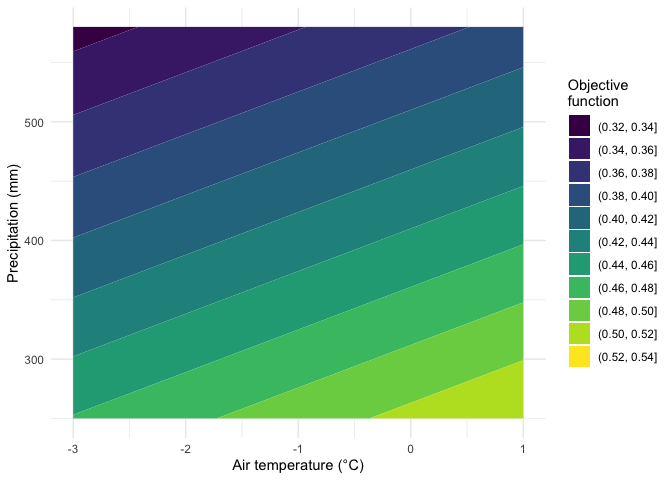 Objective
function
(0.32, 0.34]
(0.34, 0.36]
(0.36, 0.38]
(0.38, 0.40]
(0.40, 0.42]
(0.42, 0.44]
(0.44, 0.46]
(0.46, 0.48]
(0.48, 0.50]
(0.50, 0.52]
(0.52, 0.54]
Precipitation (mm)
500
400
300
-3 -2 -1 0 1
Air temperature (°C)